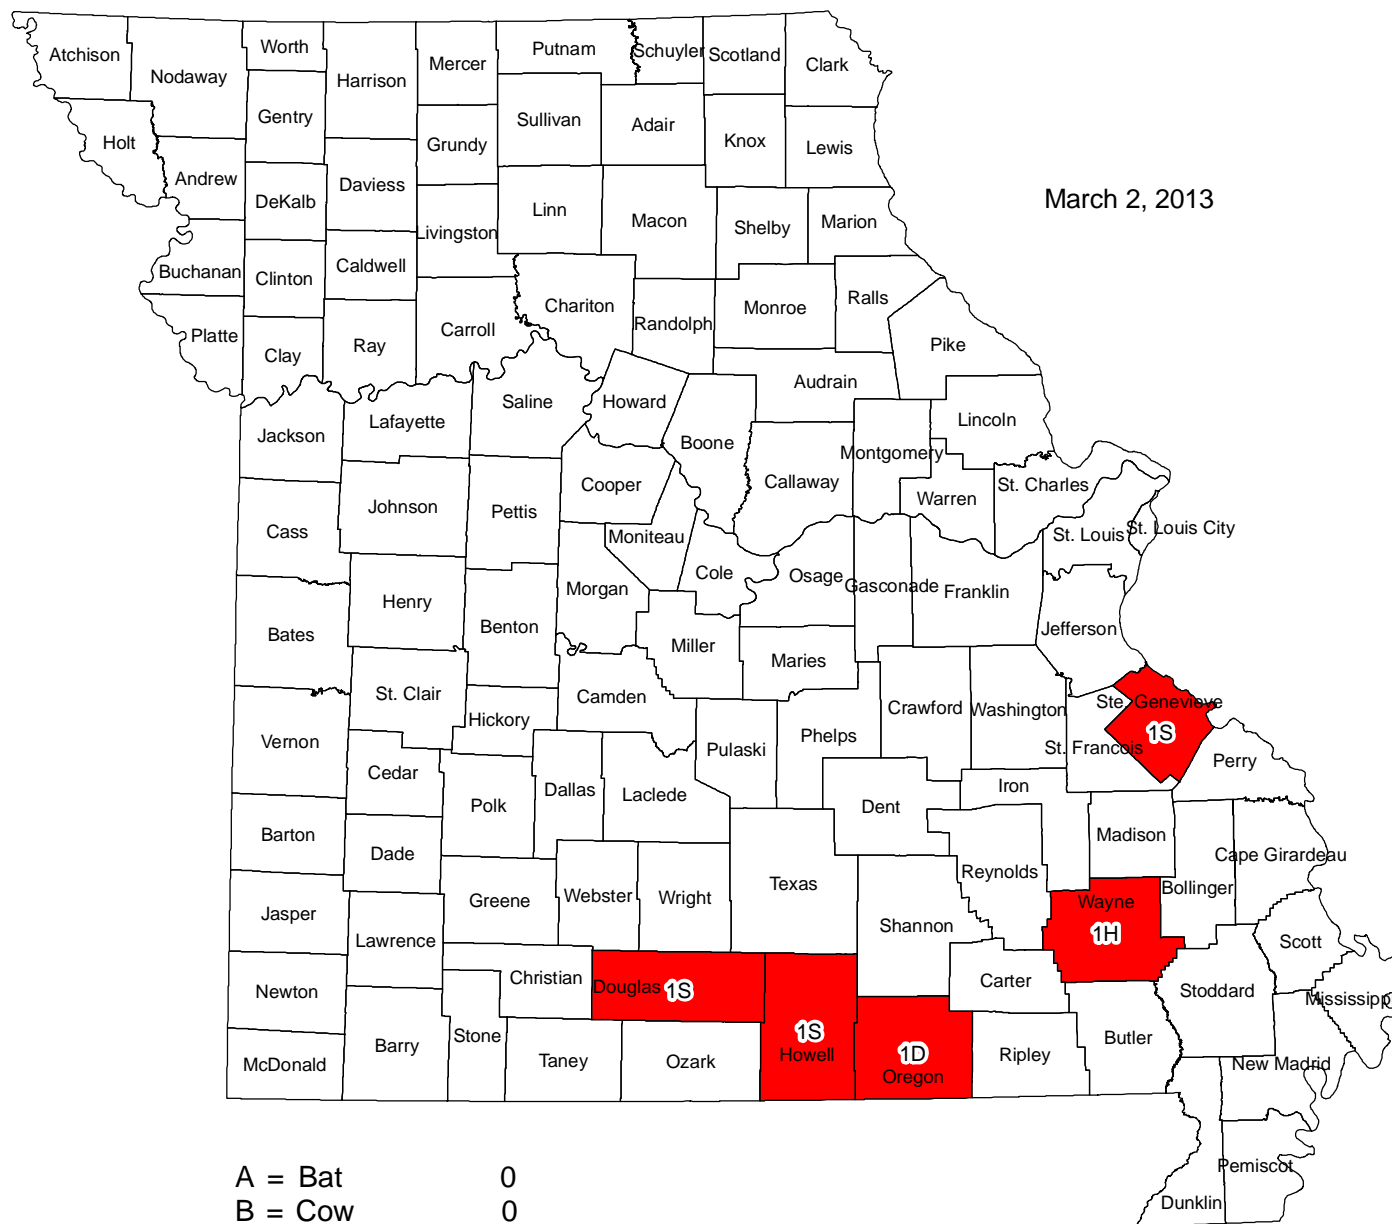 Atchison
Nodaway
Worth
Harrison
Mercer
Putnam
Schuyler
Scotland
Clark
Gentry
Sullivan
Adair
Knox
Lewis
Holt
Andrew
DeKalb
Daviess
Grundy
Livingston
Linn
Macon
Shelby
Marion
March 2, 2013
Buchanan
Clinton
Caldwell
Chariton
Randolph
Monroe
Ralls
Platte
Clay
Ray
Carroll
Pike
Audrain
Saline
Howard
Lincoln
Jackson
Lafayette
Boone
Montgomery
Cooper
Callaway
Warren
St. Charles
Cass
Johnson
Pettis
Moniteau
St. Louis
St. Louis City
Cole
Osage
Gasconade
Franklin
Morgan
Henry
Bates
Benton
Miller
Maries
Jefferson
St. Clair
Camden
Hickory
Crawford
Washington
Ste. Genevieve
1S
Vernon
Pulaski
Phelps
St. Francois
Perry
Cedar
Polk
Dallas
Laclede
Dent
Iron
Barton
Dade
Madison
Cape Girardeau
Jasper
Greene
Webster
Wright
Texas
Reynolds
Bollinger
Wayne
1H
Lawrence
Shannon
Scott
Newton
Christian
Douglas 1S
Carter
Stoddard
Mississippi
1S
Howell
1D
Oregon
McDonald
Barry
Stone
Taney
Ozark
Ripley
Butler
New Madrid
Pemiscot
Dunklin
A = Bat 0
B = Cow 0